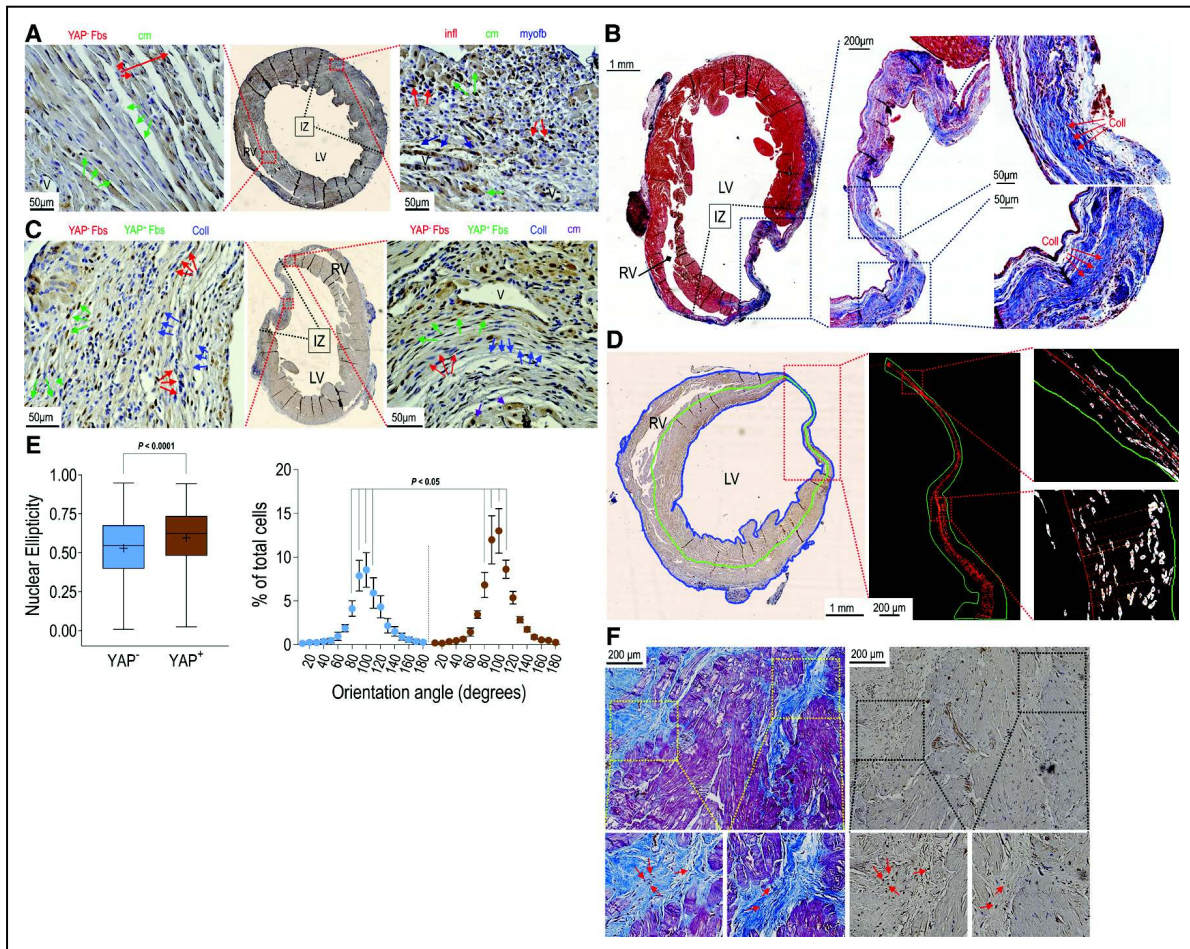 A
YAP- Fbs cm
infl cm myofb
V
IZ
RV
LV
V
V
50µm
50µm
B
1 mm
200µm
LV
IZ
RV
Coll
50µm
50µm
Coll
C
YAP- Fbs YAP+ Fbs Coll
YAP- Fbs YAP+ Fbs Coll cm
V
RV
V
IZ
LV
50µm
50µm
D
RV
LV
1 mm
200 µm
E
P < 0.0001
1.00
0.75
0.50
0.25
0.00
Nuclear Ellipticity
YAP-
YAP+
P < 0.05
20
15
10
5
0
% of total cells
20 40 60 80 100 120 140 160 180 20 40 60 80 100 120 140 160 180
Orientation angle (degrees)
F
200 µm
200 µm